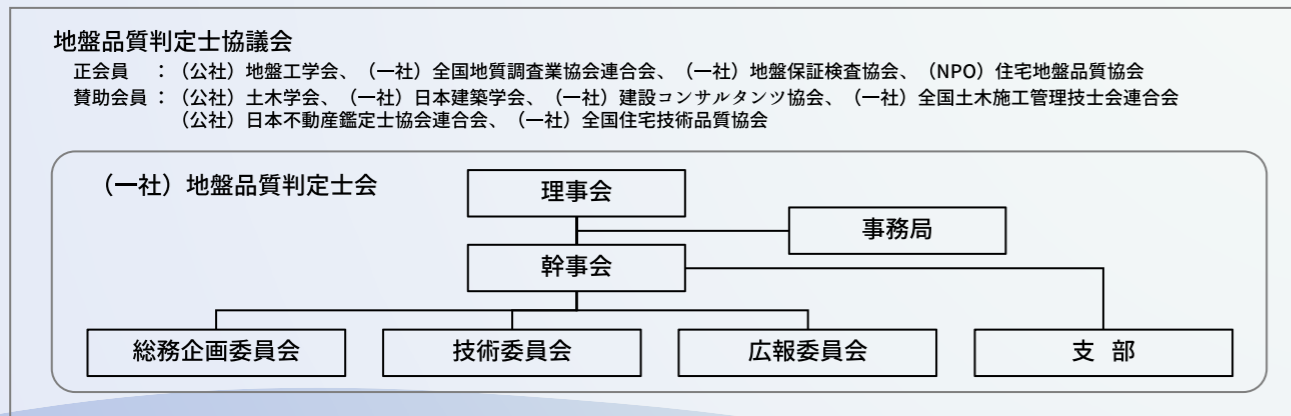 地盤品質判定士協議会
正会員 ：（公社）地盤工学会、（一社）全国地質調査業協会連合会、（一社）地盤保証検査協会、（NPO）住宅地盤品質協会
賛助会員：（公社）土木学会、（一社）日本建築学会、（一社）建設コンサルタンツ協会、（一社）全国土木施工管理技士会連合会
（公社）日本不動産鑑定士協会連合会、（一社）全国住宅技術品質協会
（一社）地盤品質判定士会
理事会
事務局
幹事会
総務企画委員会
技術委員会
広報委員会
支 部